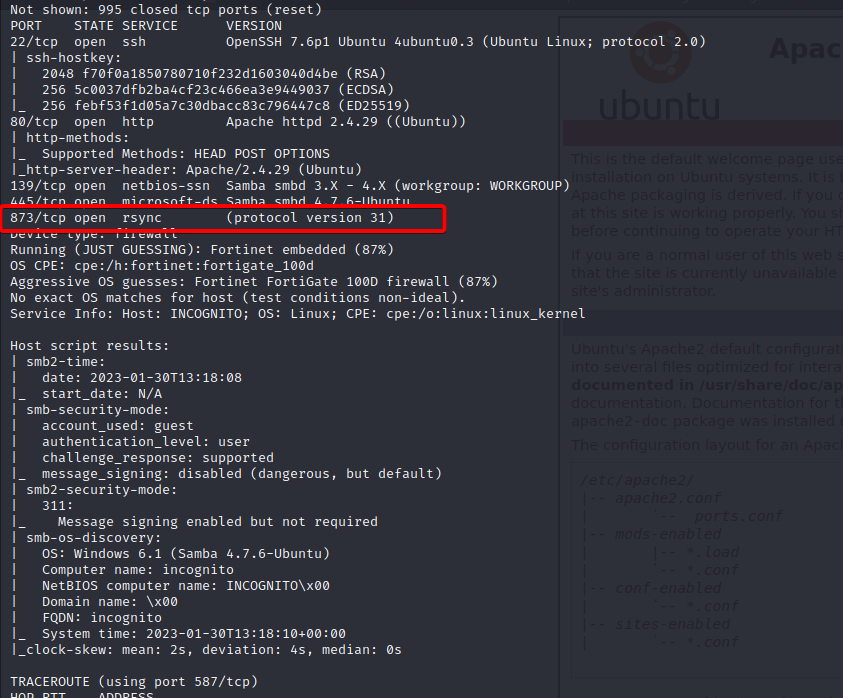 Not shown: 995 closed tcp ports (reset)
PORT    STATE SERVICE      VERSION
22/tcp  open  ssh          OpenSSH 7.6p1 Ubuntu 4ubuntu0.3 (Ubuntu Linux; protocol 2.0)
| ssh-hostkey:
|   2048 f70f0a1850780710f232d1603040d4be (RSA)
|   256 5c0037dfb2ba4cf23c466ea3e9449037 (ECDSA)
|_  256 febf53f1d05a7c30dbacc83c796447c8 (ED25519)
80/tcp  open  http         Apache httpd 2.4.29 ((Ubuntu))
| http-methods:
|_  Supported Methods: HEAD POST OPTIONS
|_http-server-header: Apache/2.4.29 (Ubuntu)
139/tcp open  netbios-ssn  Samba smbd 3.X - 4.X (workgroup: WORKGROUP)
445/tcp open  microsoft-ds Samba smbd 4.7.6-Ubuntu
873/tcp open  rsync        (protocol version 31)
Device type: firewall
Running (JUST GUESSING): Fortinet embedded (87%)
OS CPE: cpe:/h:fortinet:fortigate_100d
Aggressive OS guesses: Fortinet FortiGate 100D firewall (87%)
No exact OS matches for host (test conditions non-ideal).
Service Info: Host: INCOGNITO; OS: Linux; CPE: cpe:/o:linux:linux_kernel
Host script results:
| smb2-time:
|   date: 2023-01-30T13:18:08
|_  start_date: N/A
| smb-security-mode:
|   account_used: guest
|   authentication_level: user
|   challenge_response: supported
|_  message_signing: disabled (dangerous, but default)
| smb2-security-mode:
|   311:
|_    Message signing enabled but not required
| smb-os-discovery:
|   OS: Windows 6.1 (Samba 4.7.6-Ubuntu)
|   Computer name: incognito
|   NetBIOS computer name: INCOGNITO\x00
|   Domain name: \x00
|   FQDN: incognito
|_  System time: 2023-01-30T13:18:10+00:00
|_clock-skew: mean: 2s, deviation: 4s, median: 0s
TRACEROUTE (using port 587/tcp)
HOP RTT     ADDRESS
Apac
ubuntu
This is the default welcome page use
installation on Ubuntu systems. It is
Apache packaging is derived. If you
at this site is working properly. You
before continuing to operate your HT
If you are a normal user of this web s
that the site is currently unavailable
site's administrator.
Ubuntu's Apache2 default configurat
into several files optimized for intera
documented in /usr/share/doc/ap
documentation. Documentation for t
apache2-doc package was installed
The configuration layout for an Apac
/etc/apache2/
|-- apache2.conf
|       `--  ports.conf
|-- mods-enabled
|       |-- *.load
|       `-- *.conf
|-- conf-enabled
|       `-- *.conf
|-- sites-enabled
|       `-- *.conf